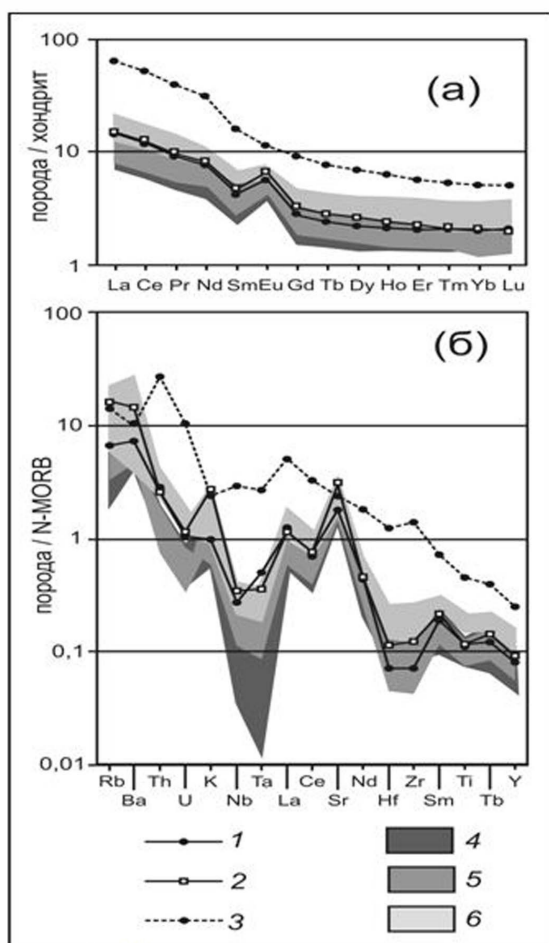 100
(а)
порода / хондрит
10
1
La Ce Pr Nd Sm Eu Gd Tb Dy Ho Er Tm Yb Lu
100
(б)
10
порода / N-MORB
1
0,1
0,01
Rb Th K Ta Ce Nd Zr Ti Y
Ba U Nb La Sr Hf Sm Tb
1 4
2 5
3 6